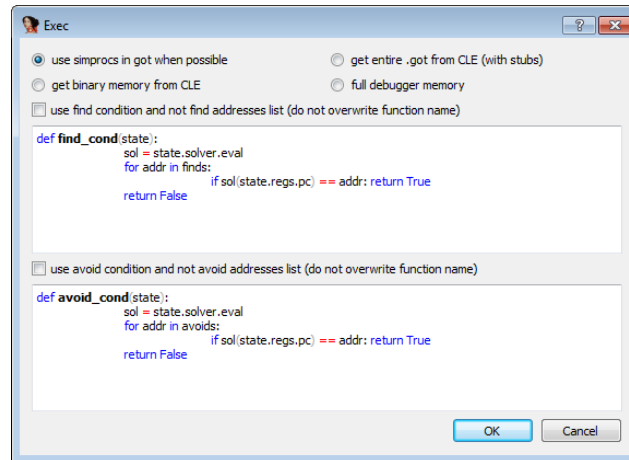 Exec
use simprocs in got when possible
get entire .got from CLE (with stubs)
get binary memory from CLE
full debugger memory
use find condition and not find addresses list (do not overwrite function name)
def find_cond(state):
sol = state.solver.eval
for addr in finds:
if sol(state.regs.pc) == addr: return True
return False
use avoid condition and not avoid addresses list (do not overwrite function name)
def avoid_cond(state):
sol = state.solver.eval
for addr in avoids:
if sol(state.regs.pc) == addr: return True
return False
OK
Cancel